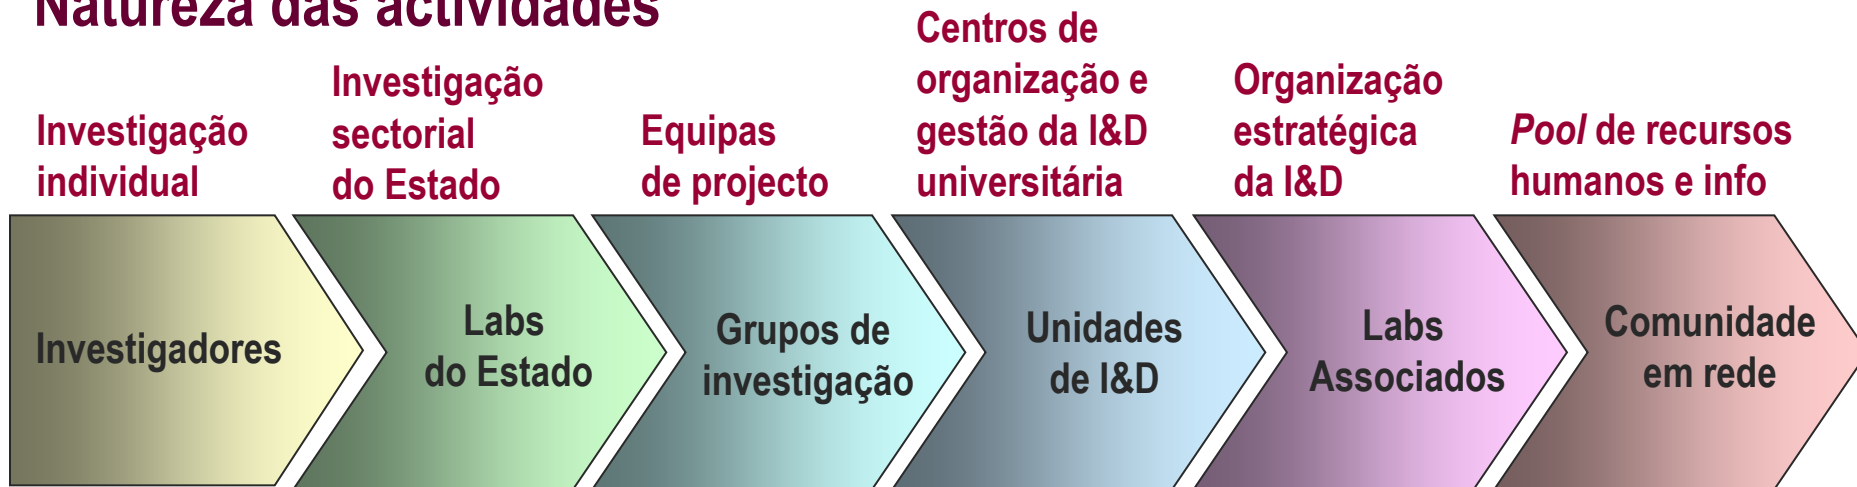 Natureza das actividades
Investigação
individual
Investigação
sectorial
do Estado
Equipas
de projecto
Centros de
organização e
gestão da I&D
universitária
Organização
estratégica
da I&D
Pool de recursos
humanos e info
Investigadores
Labs
do Estado
Grupos de
investigação
Unidades
de I&D
Labs
Associados
Comunidade
em rede